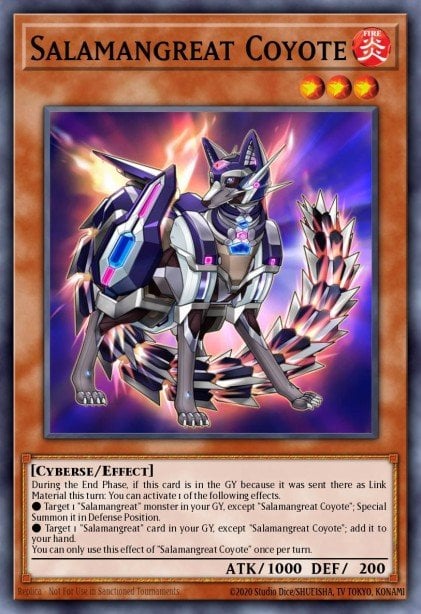 SALAMANGREAT COYOTE
FIRE
炎
[CYBERSE/EFFECT]
During the End Phase, if this card is in the GY because it was sent there as Link
Material this turn: You can activate 1 of the following effects.
● Target 1 "Salamangreat" monster in your GY, except "Salamangreat Coyote"; Special
Summon it in Defense Position.
● Target 1 "Salamangreat" card in your GY, except "Salamangreat Coyote"; add it to
your hand.
You can only use this effect of "Salamangreat Coyote" once per turn.
ATK/1000 DEF/ 200
Replica - Not For Use in Sanctioned Tournaments ©2020 Studio Dice/SHUEISHA, TV TOKYO, KONAMI